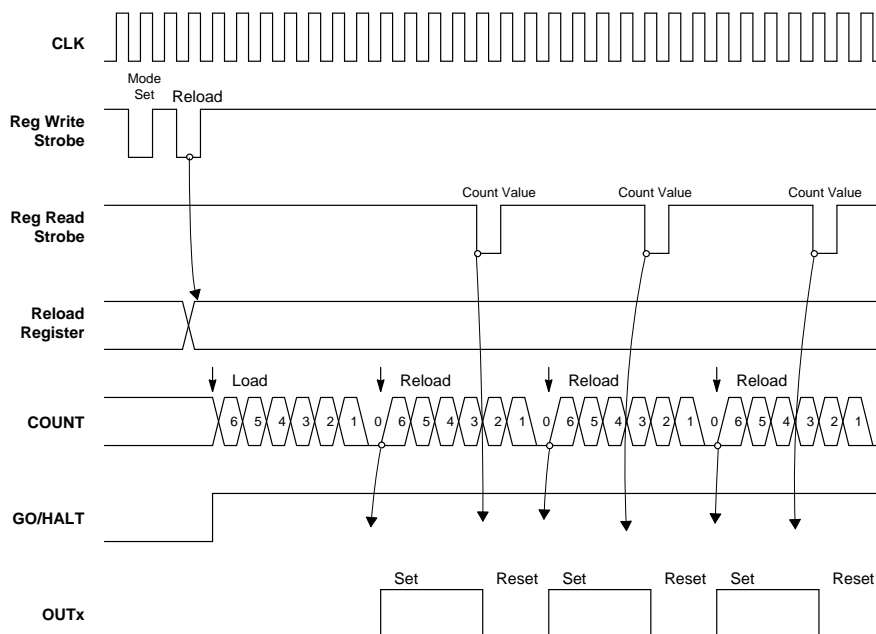 CLK
Mode
Set
Reload
Reg Write
Strobe
Count Value Count Value Count Value
Reg Read
Strobe
Reload
Register
Load Reload Reload Reload
COUNT
6 5 4 3 2 1 0 6 5 4 3 2 1 0 6 5 4 3 2 1 0 6 5 4 3 2 1
GO/HALT
Set Reset Set Reset Set Reset
OUTx